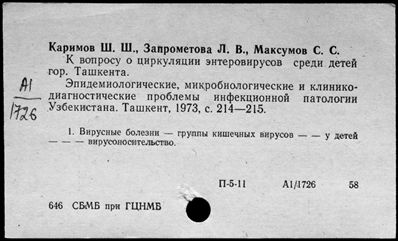 Каримов Ш. Ш., Запрометова Л. В., Максумов С. С.
К вопросу о циркуляции энтеровирусов среди детей
гор. Ташкента.
Эпидемиологические, микробиологические и клинико-
диагностические проблемы инфекционной патологии
Узбекистана. Ташкент, 1973, с. 214—215.
А1
1726
1. Вирусные болезни — группы кишечных вирусов — — у детей
— — — вирусоносительство.
П-5-11 А1/1726 58
646 СБМБ при ГЦНМБ